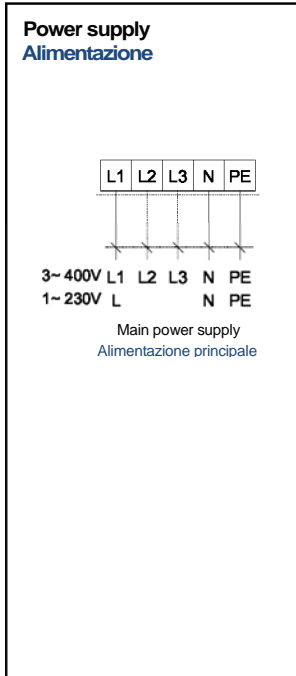 Power supply
Alimentazione
L1 L2 L3 N PE
3~ 400V L1 L2 L3 N PE
1~ 230V L N PE
Main power supply
Alimentazione principale